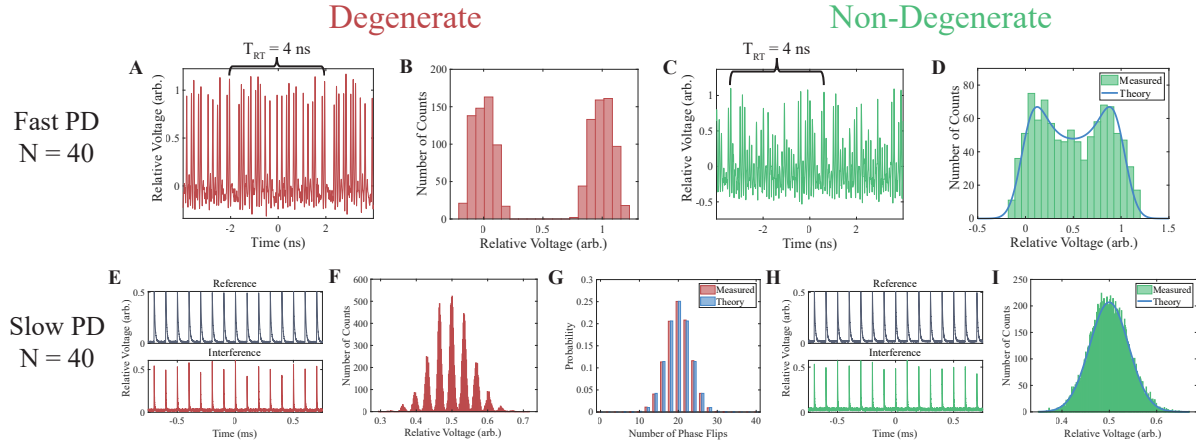 Degenerate
Non-Degenerate
Fast PD
N = 40
A
T_RT = 4 ns
Relative Voltage (arb.)
1
0.5
0
-2
0
2
Time (ns)
B
Number of Counts
200
150
100
50
0
0
0.5
1
Relative Voltage (arb.)
C
T_RT = 4 ns
Relative Voltage (arb.)
1
0.5
0
-0.5
-2
0
2
Time (ns)
D
Measured
Theory
Number of Counts
80
60
40
20
0
-0.5
0
0.5
1
1.5
Relative Voltage (arb.)
Slow PD
N = 40
E
Reference
Relative Voltage (arb.)
0.5
0
Interference
0.5
0
-0.5
0
0.5
Time (ms)
F
Number of Counts
600
500
400
300
200
100
0
0.3
0.4
0.5
0.6
0.7
Relative Voltage (arb.)
G
Measured
Theory
Probability
0.3
0.25
0.2
0.15
0.1
0.05
0
0
10
20
30
40
Number of Phase Flips
H
Reference
Relative Voltage (arb.)
0.5
0
Interference
0.5
0
-0.5
0
0.5
Time (ms)
I
Measured
Theory
Number of Counts
250
200
150
100
50
0
0.4
0.5
0.6
Relative Voltage (arb.)